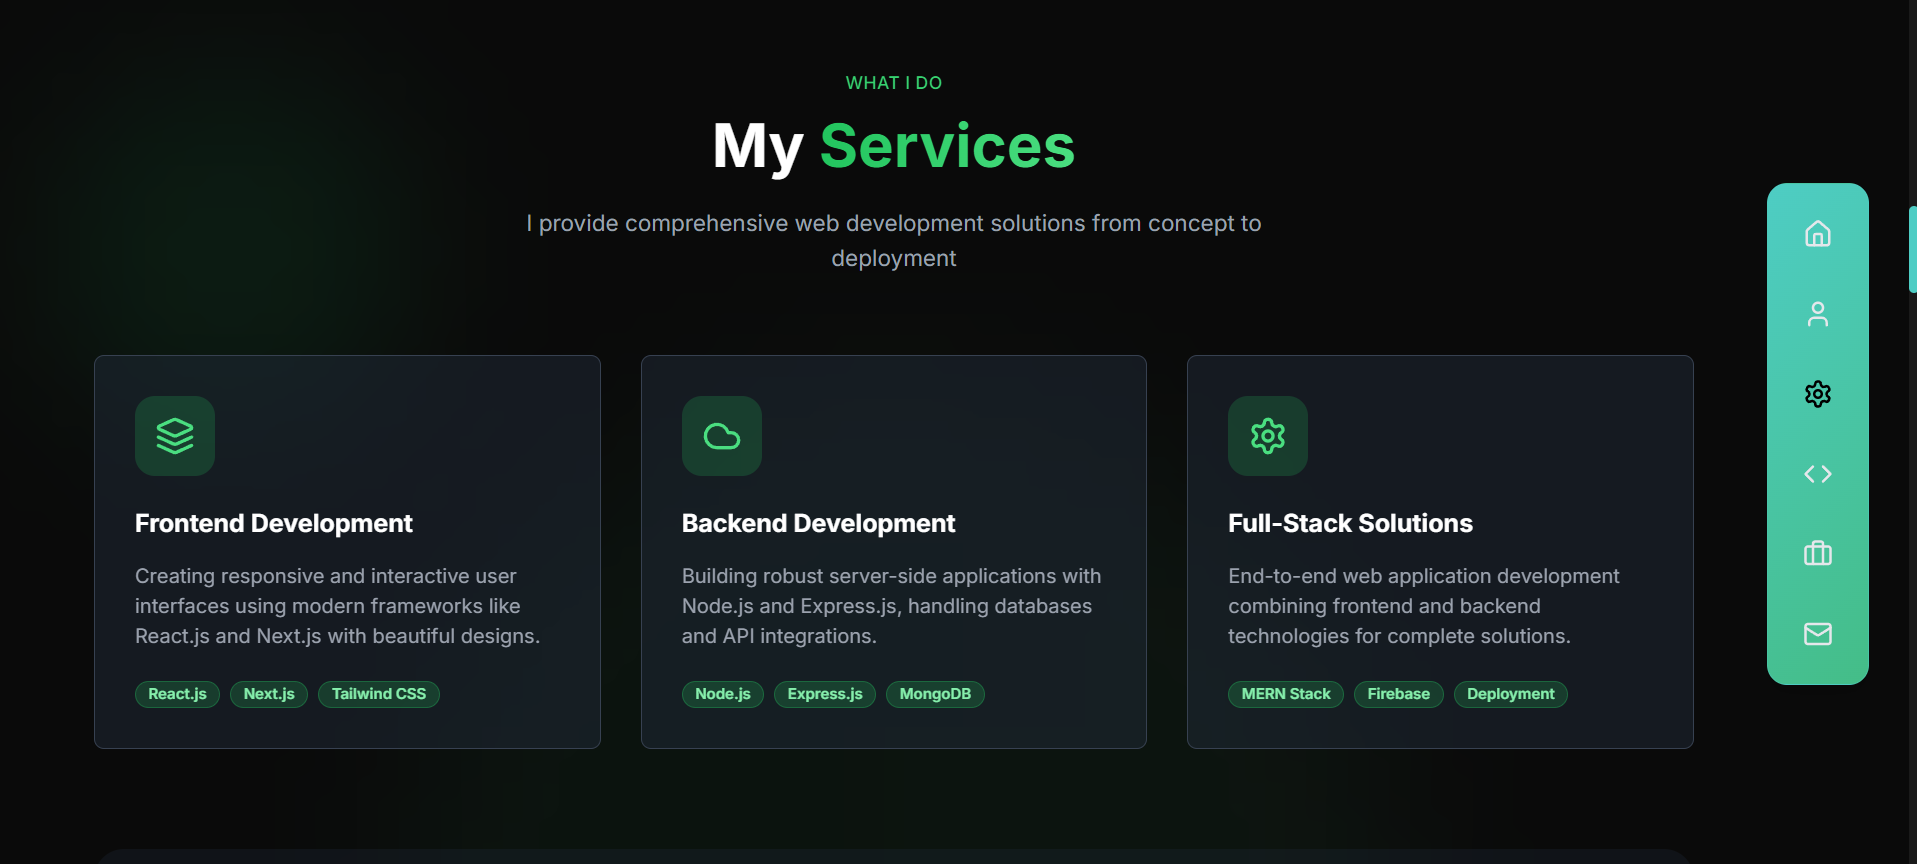 WHAT I DO
My Services
I provide comprehensive web development solutions from concept to
deployment
Frontend Development
Creating responsive and interactive user
interfaces using modern frameworks like
React.js and Next.js with beautiful designs.
React.js Next.js Tailwind CSS
Backend Development
Building robust server-side applications with
Node.js and Express.js, handling databases
and API integrations.
Node.js Express.js MongoDB
Full-Stack Solutions
End-to-end web application development
combining frontend and backend
technologies for complete solutions.
MERN Stack Firebase Deployment